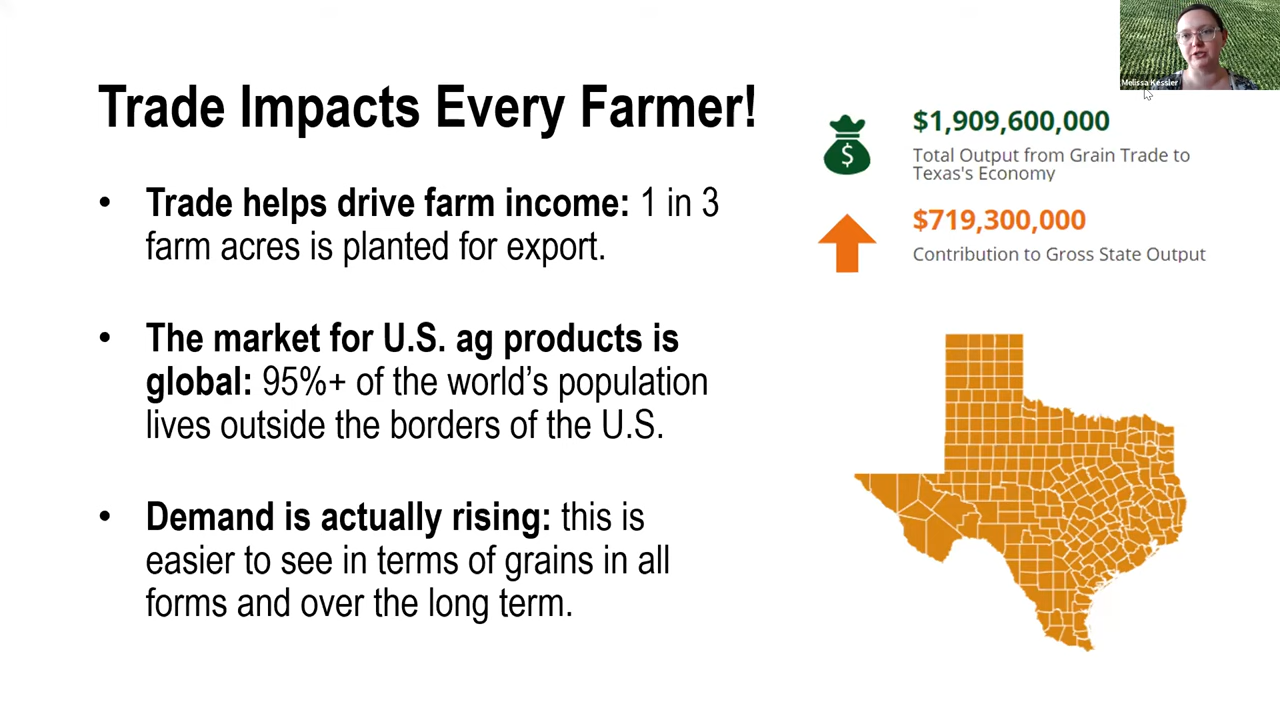 Trade Impacts Every Farmer!
• Trade helps drive farm income: 1 in 3
farm acres is planted for export.
• The market for U.S. ag products is
global: 95%+ of the world’s population
lives outside the borders of the U.S.
• Demand is actually rising: this is
easier to see in terms of grains in all
forms and over the long term.
Melissa Kessler
$
$1,909,600,000
Total Output from Grain Trade to
Texas's Economy
$719,300,000
Contribution to Gross State Output